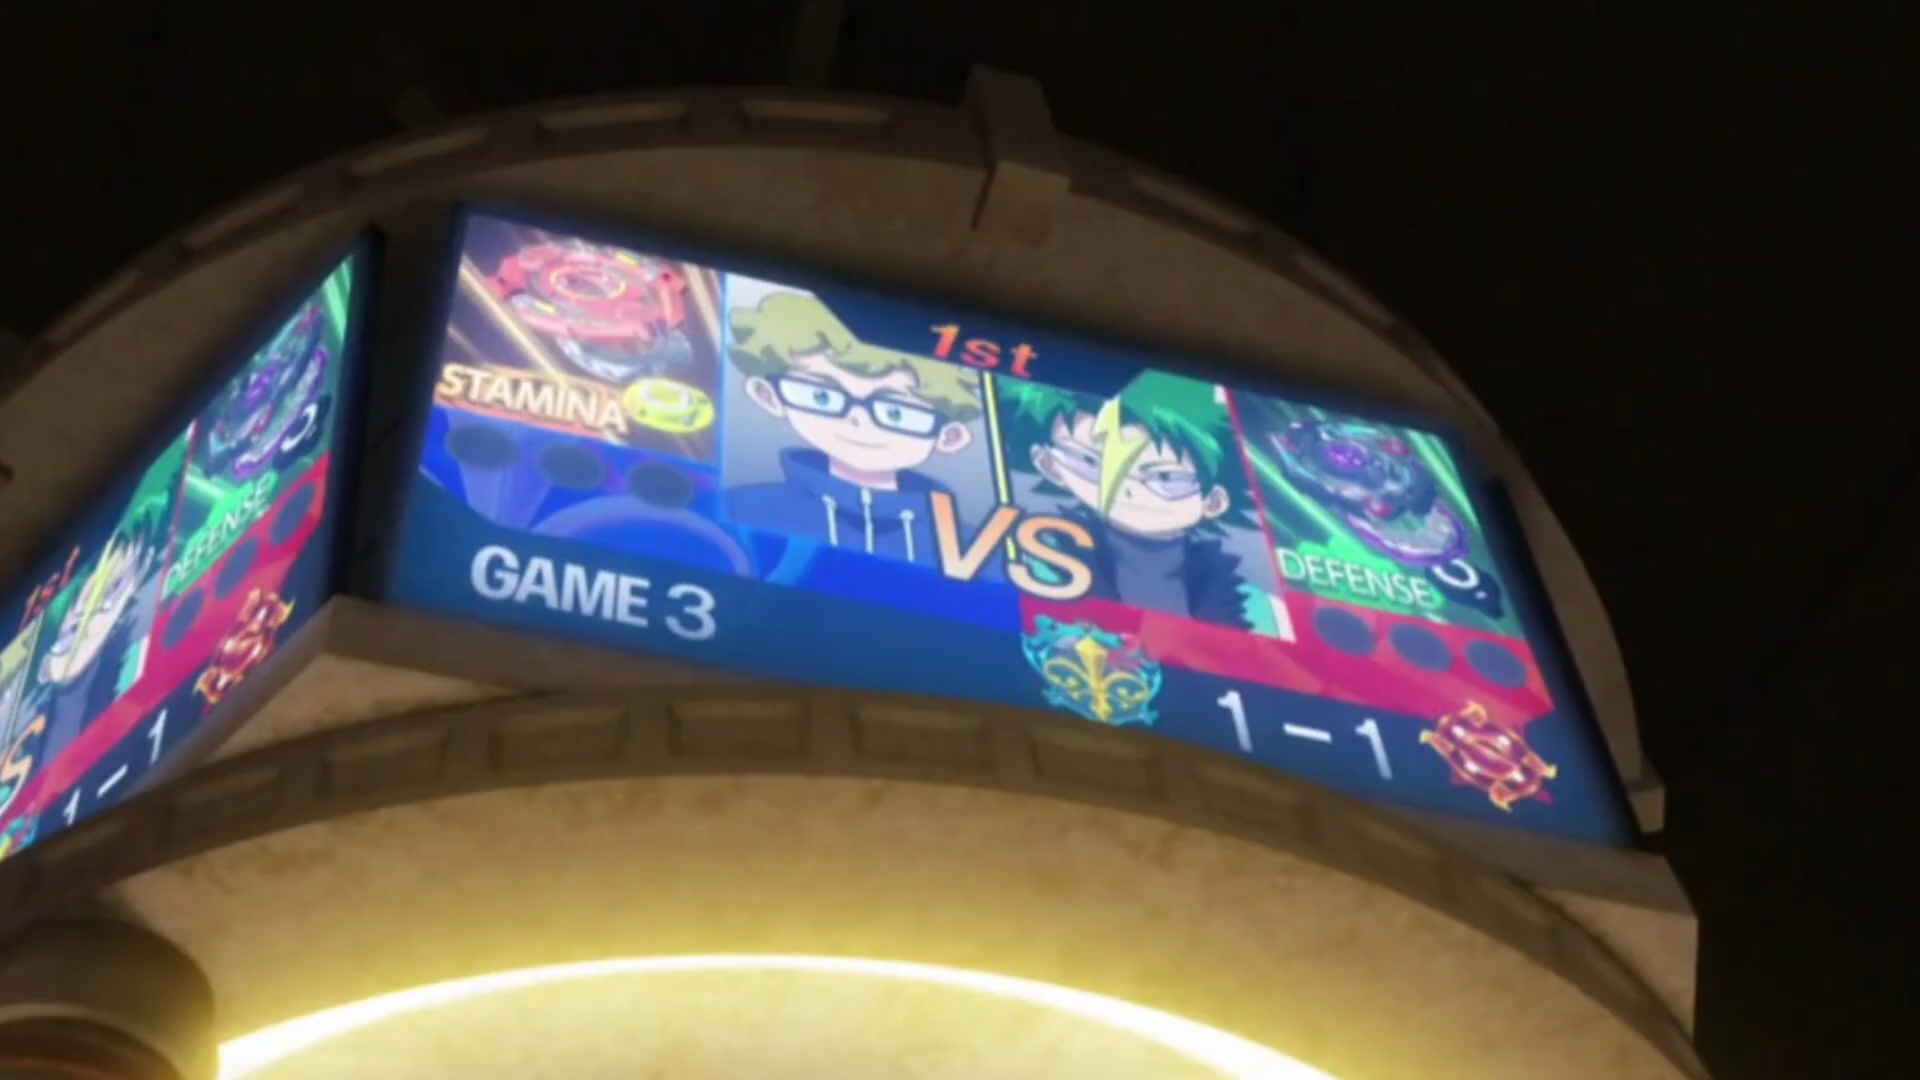 1st
STAMINA
VS
DEFENSE
GAME 3
1 - 1
1st
DEFENSE
S
1 - 1